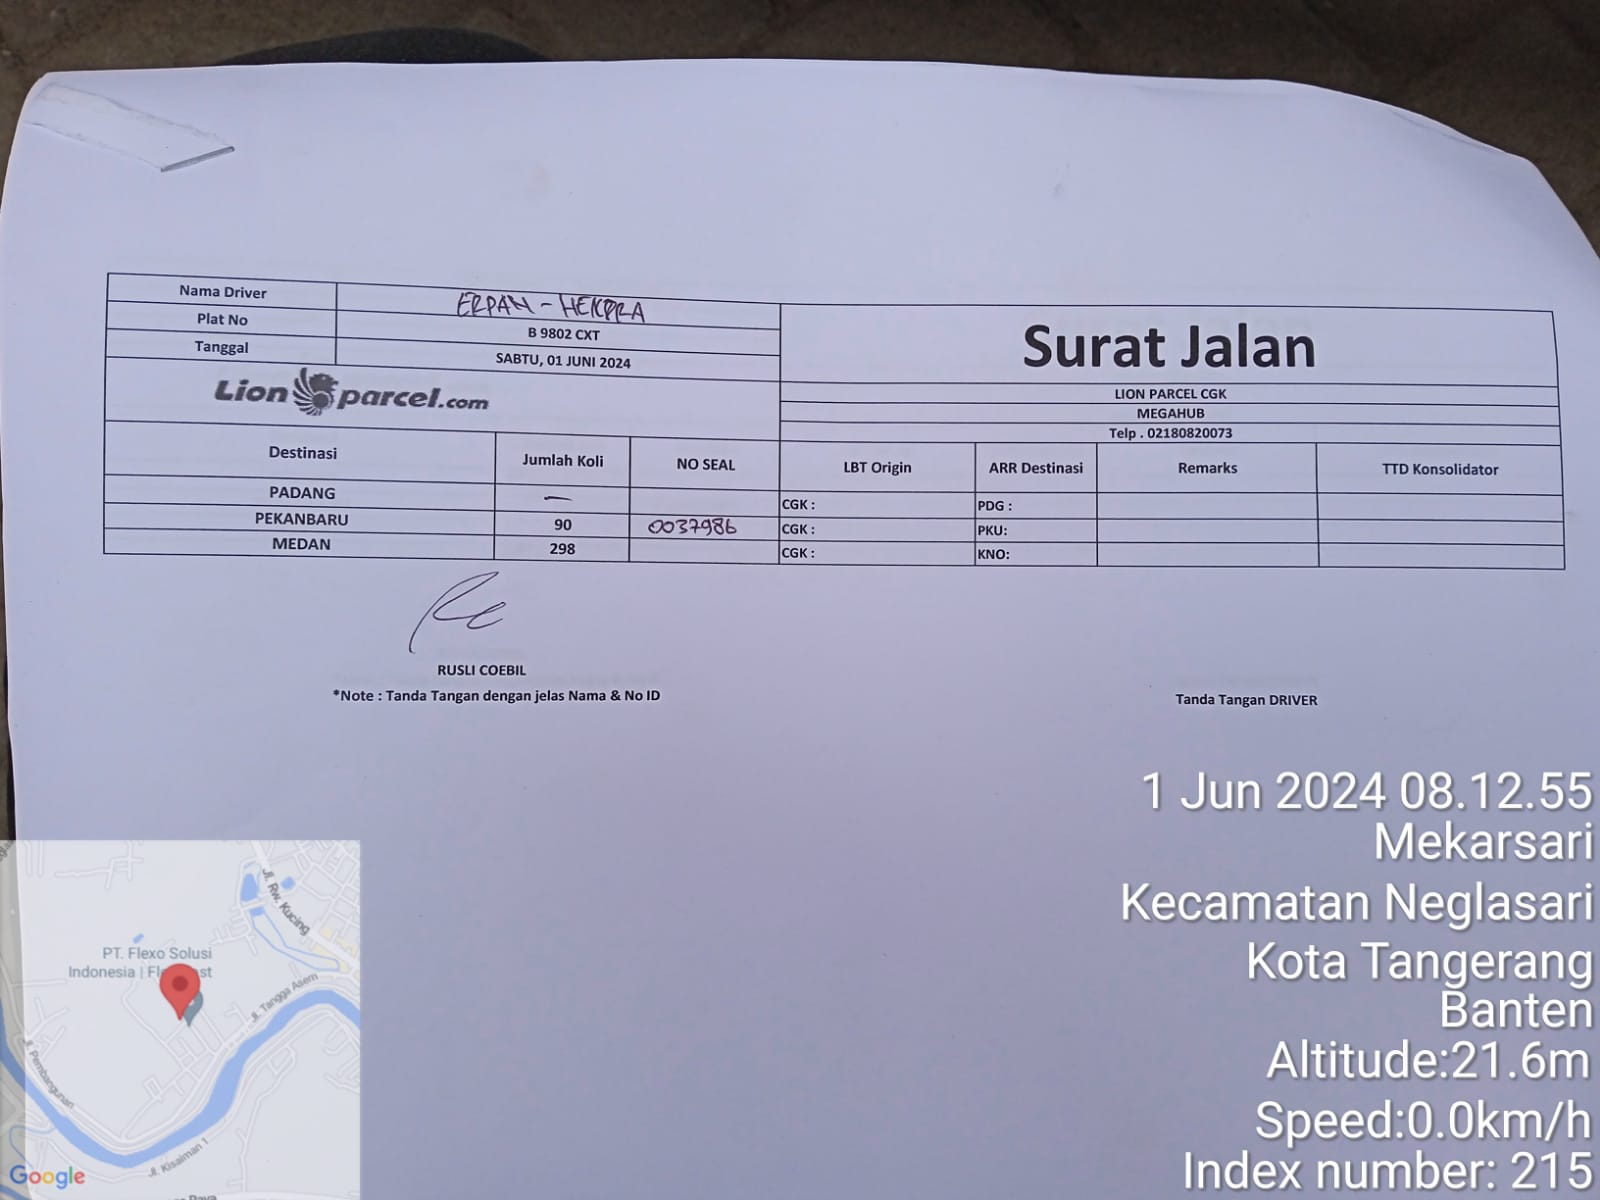 Nama Driver ERPAN - HENDRA
Plat No B 9802 CXT
Tanggal SABTU, 01 JUNI 2024
Surat Jalan
Lion parcel.com
LION PARCEL CGK
MEGAHUB
Telp . 02180820073
Destinasi Jumlah Koli NO SEAL LBT Origin ARR Destinasi Remarks TTD Konsolidator
PADANG — CGK : PDG :
PEKANBARU 90 0037986 CGK : PKU:
MEDAN 298 CGK : KNO:
RUSLI COEBIL
*Note : Tanda Tangan dengan jelas Nama & No ID
Tanda Tangan DRIVER
1 Jun 2024 08.12.55
Mekarsari
Kecamatan Neglasari
Kota Tangerang
Banten
Altitude:21.6m
Speed:0.0km/h
Index number: 215
Jl. Rw. Kucing
PT. Flexo Solusi
Indonesia |
Jl. Tangga Asem
Jl. Pembangunan
Jl. Kisaiman 1
Google